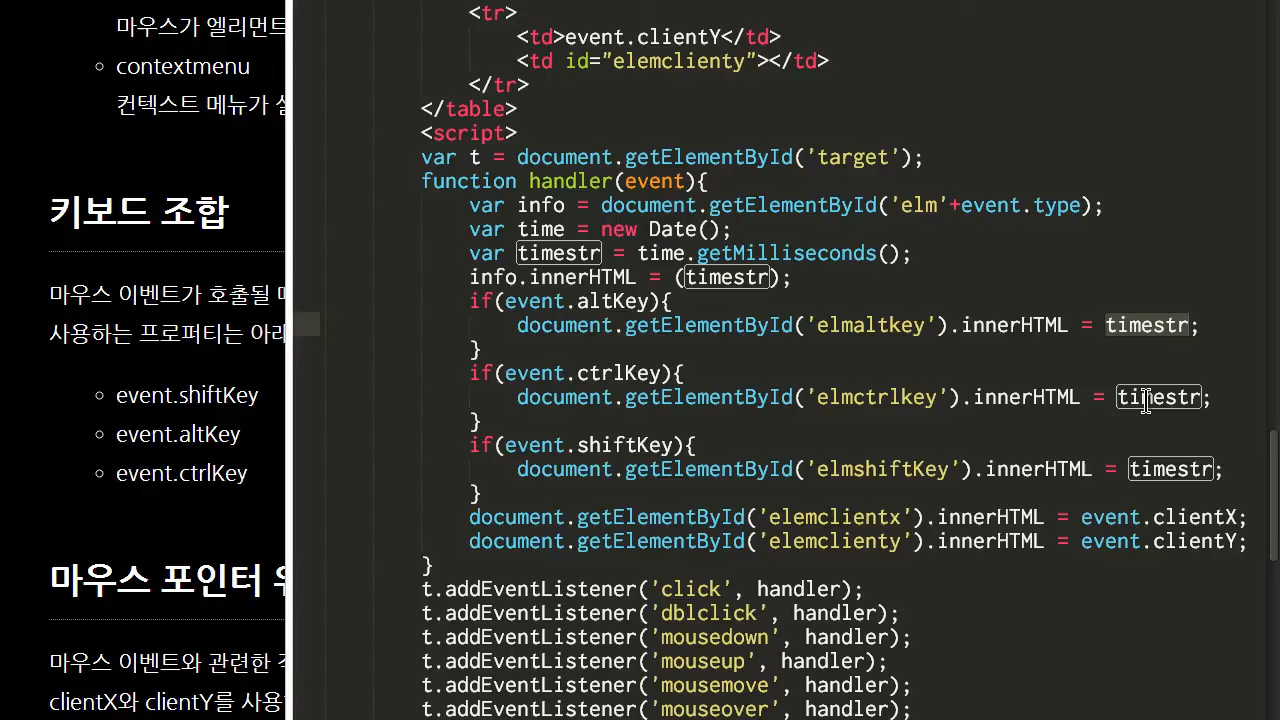 마우스가 엘리먼트
contextmenu
컨텍스트 메뉴가
키보드 조합
마우스 이벤트가 호출될
사용하는 프로퍼티는
event.shiftKey
event.altKey
event.ctrlKey
마우스 포인터
마우스 이벤트와 관련한
clientX와 clientY를 사용
<tr>
<td>event.clientY</td>
<td id="elemclienty"></td>
</tr>
</table>
<script>
var t = document.getElementById('target');
function handler(event){
var info = document.getElementById('elm'+event.type);
var time = new Date();
var timestr = time.getMilliseconds();
info.innerHTML = (timestr);
if(event.altKey){
document.getElementById('elmaltkey').innerHTML = timestr;
}
if(event.ctrlKey){
document.getElementById('elmctrlkey').innerHTML = timestr;
}
if(event.shiftKey){
document.getElementById('elmshiftKey').innerHTML = timestr;
}
document.getElementById('elemclientx').innerHTML = event.clientX;
document.getElementById('elemclienty').innerHTML = event.clientY;
}
t.addEventListener('click', handler);
t.addEventListener('dblclick', handler);
t.addEventListener('mousedown', handler);
t.addEventListener('mouseup', handler);
t.addEventListener('mousemove', handler);
t.addEventListener('mouseover', handler);